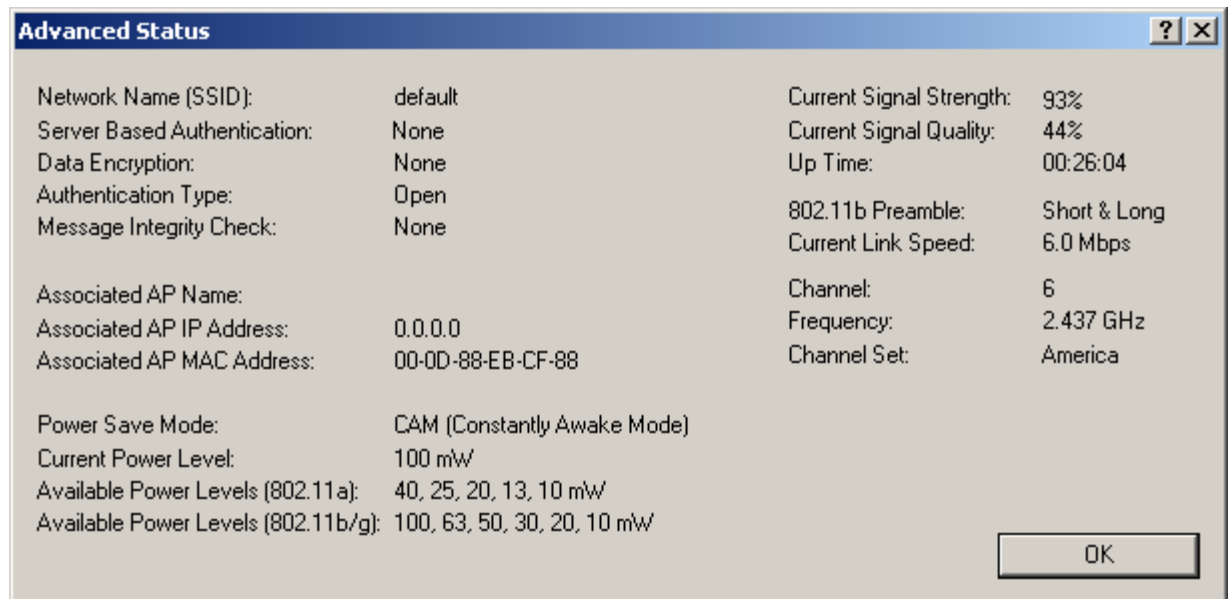 Advanced Status
Network Name (SSID): default
Server Based Authentication: None
Data Encryption: None
Authentication Type: Open
Message Integrity Check: None
Associated AP Name:
Associated AP IP Address: 0.0.0.0
Associated AP MAC Address: 00-0D-88-EB-CF-88
Power Save Mode: CAM (Constantly Awake Mode)
Current Power Level: 100 mW
Available Power Levels (802.11a): 40, 25, 20, 13, 10 mW
Available Power Levels (802.11b/g): 100, 63, 50, 30, 20, 10 mW
Current Signal Strength: 93%
Current Signal Quality: 44%
Up Time: 00:26:04
802.11b Preamble: Short & Long
Current Link Speed: 6.0 Mbps
Channel: 6
Frequency: 2.437 GHz
Channel Set: America
OK